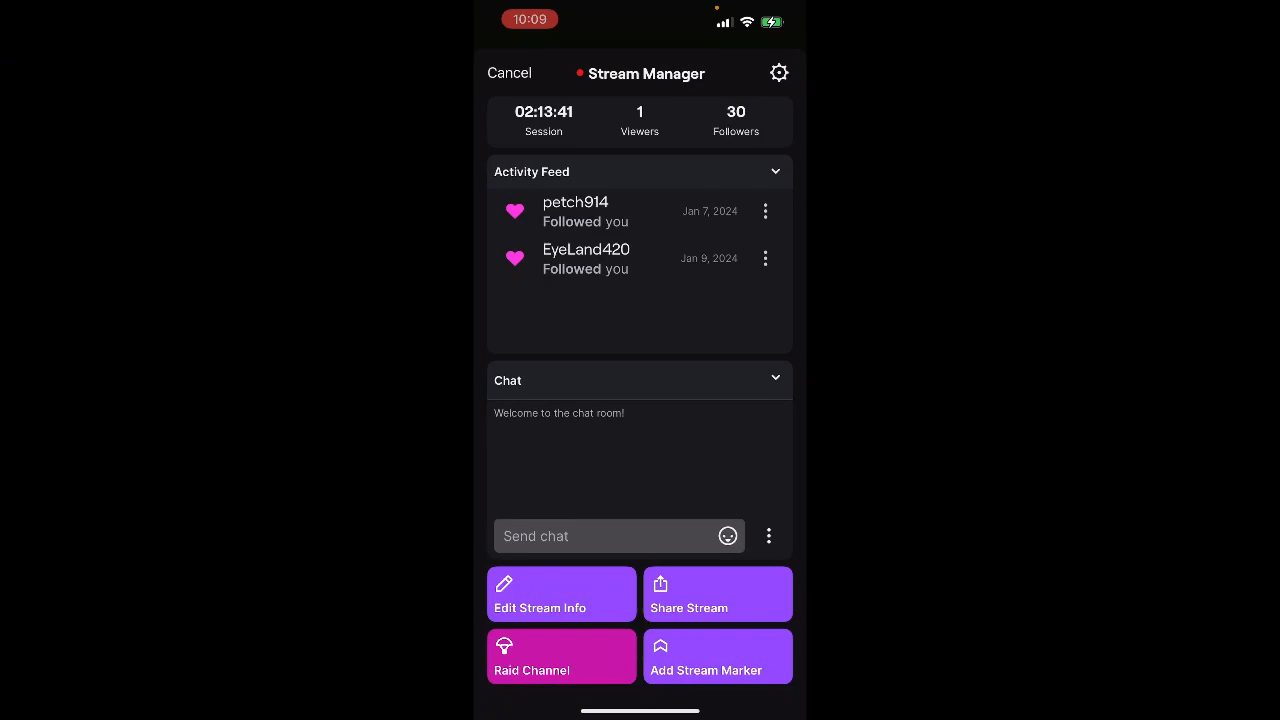 10:09
Cancel
Stream Manager
02:13:41
Session
1
Viewers
30
Followers
Activity Feed
petch914
Followed you
Jan 7, 2024
EyeLand420
Followed you
Jan 9, 2024
Chat
Welcome to the chat room!
Send chat
Edit Stream Info
Share Stream
Raid Channel
Add Stream Marker